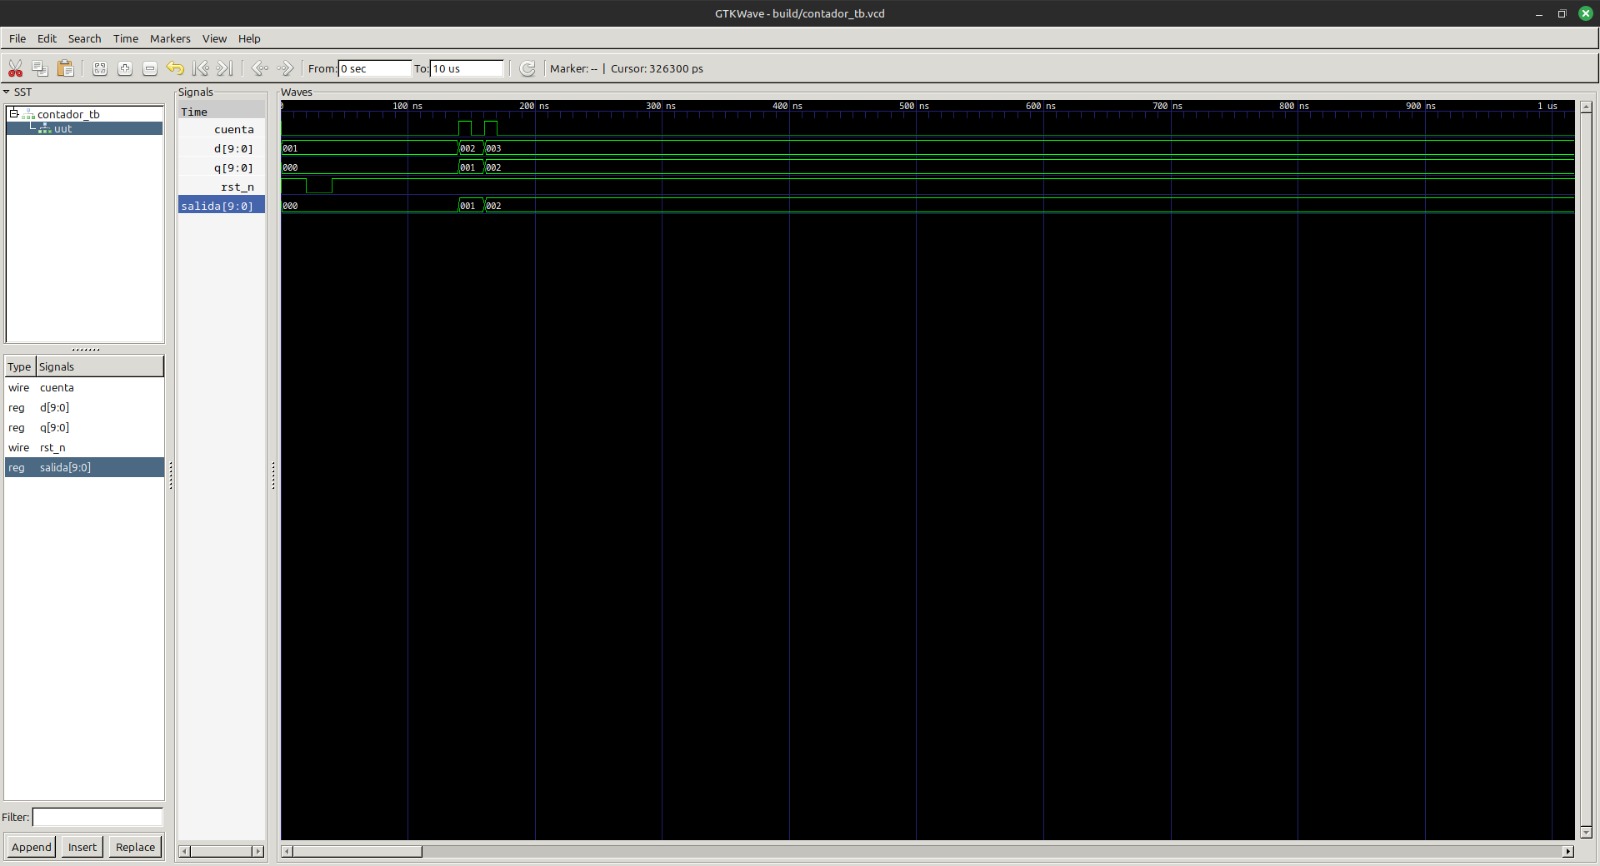 GTKWave - build/contador_tb.vcd
File Edit Search Time Markers View Help
From: 0 sec To: 10 us Marker: -- | Cursor: 326300 ps
SST
contador_tb
uut
Signals
Time
cuenta
d[9:0]
q[9:0]
rst_n
salida[9:0]
Waves
0 100 ns 200 ns 300 ns 400 ns 500 ns 600 ns 700 ns 800 ns 900 ns 1 us
001 002 003
000 001 002
000 001 002
Type Signals
wire cuenta
reg d[9:0]
reg q[9:0]
wire rst_n
reg salida[9:0]
Filter:
Append Insert Replace